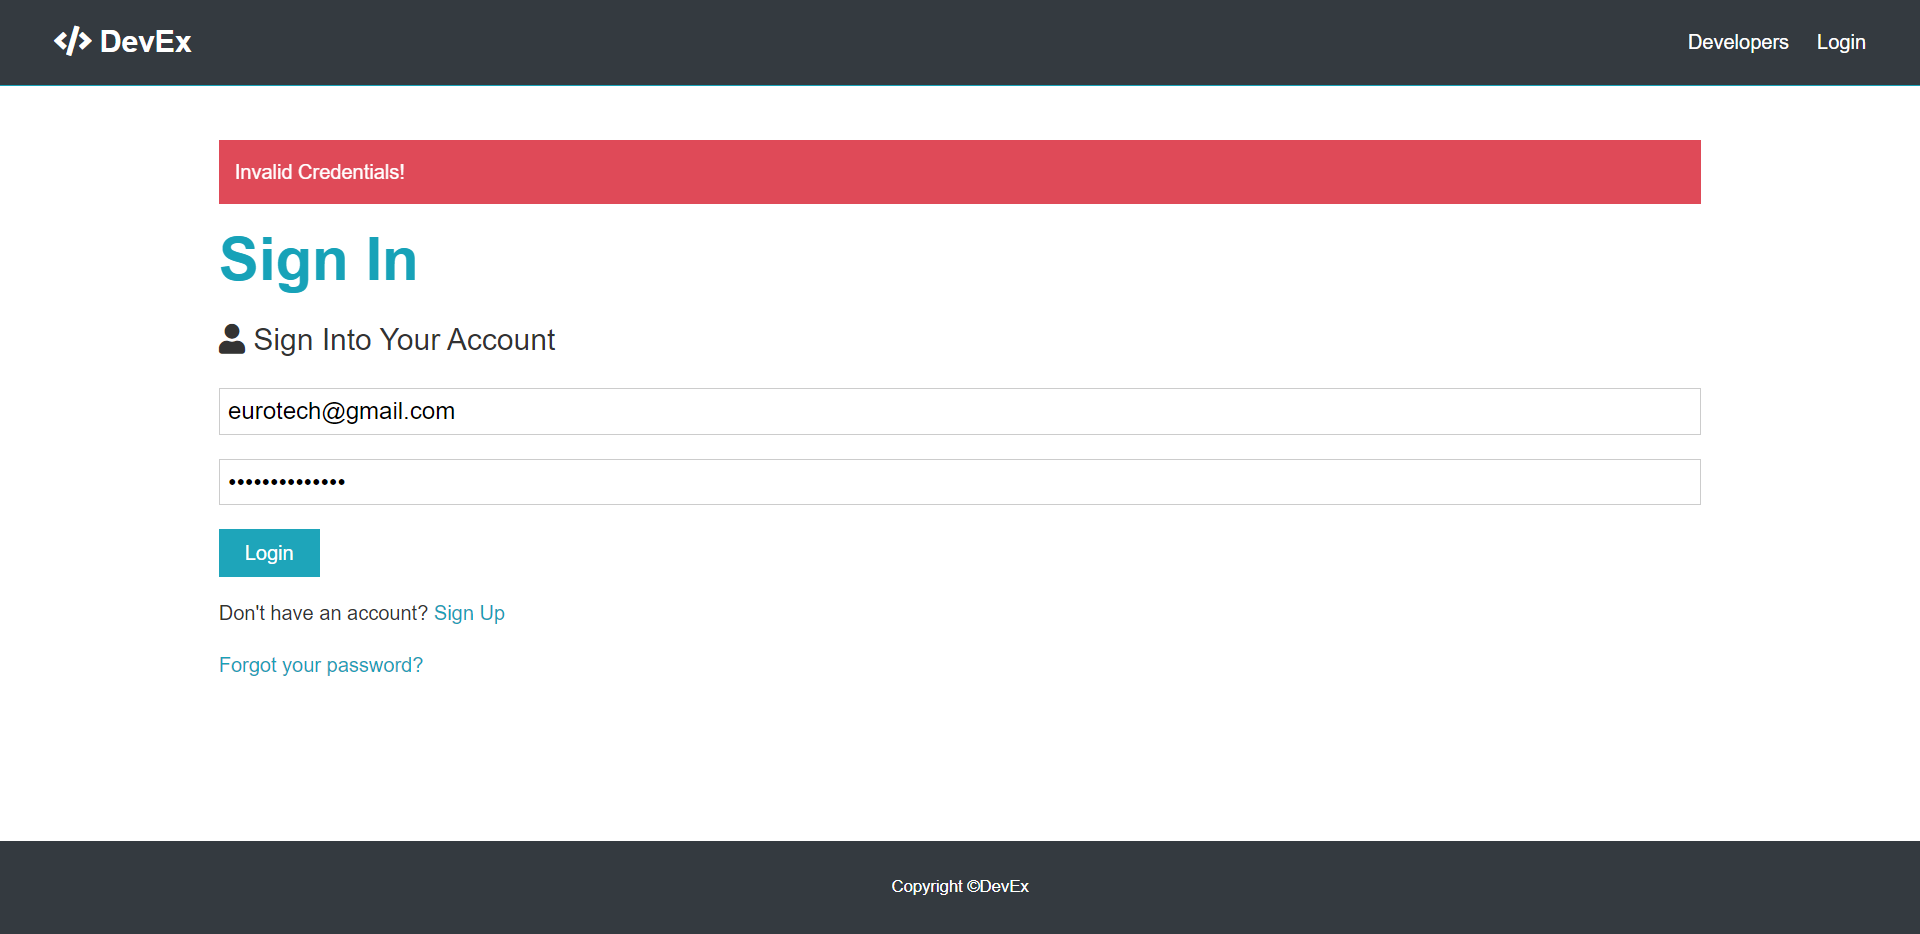 DevEx
Developers Login
Invalid Credentials!
Sign In
Sign Into Your Account
eurotech@gmail.com
••••••••••••••
Login
Don't have an account? Sign Up
Forgot your password?
Copyright ©DevEx